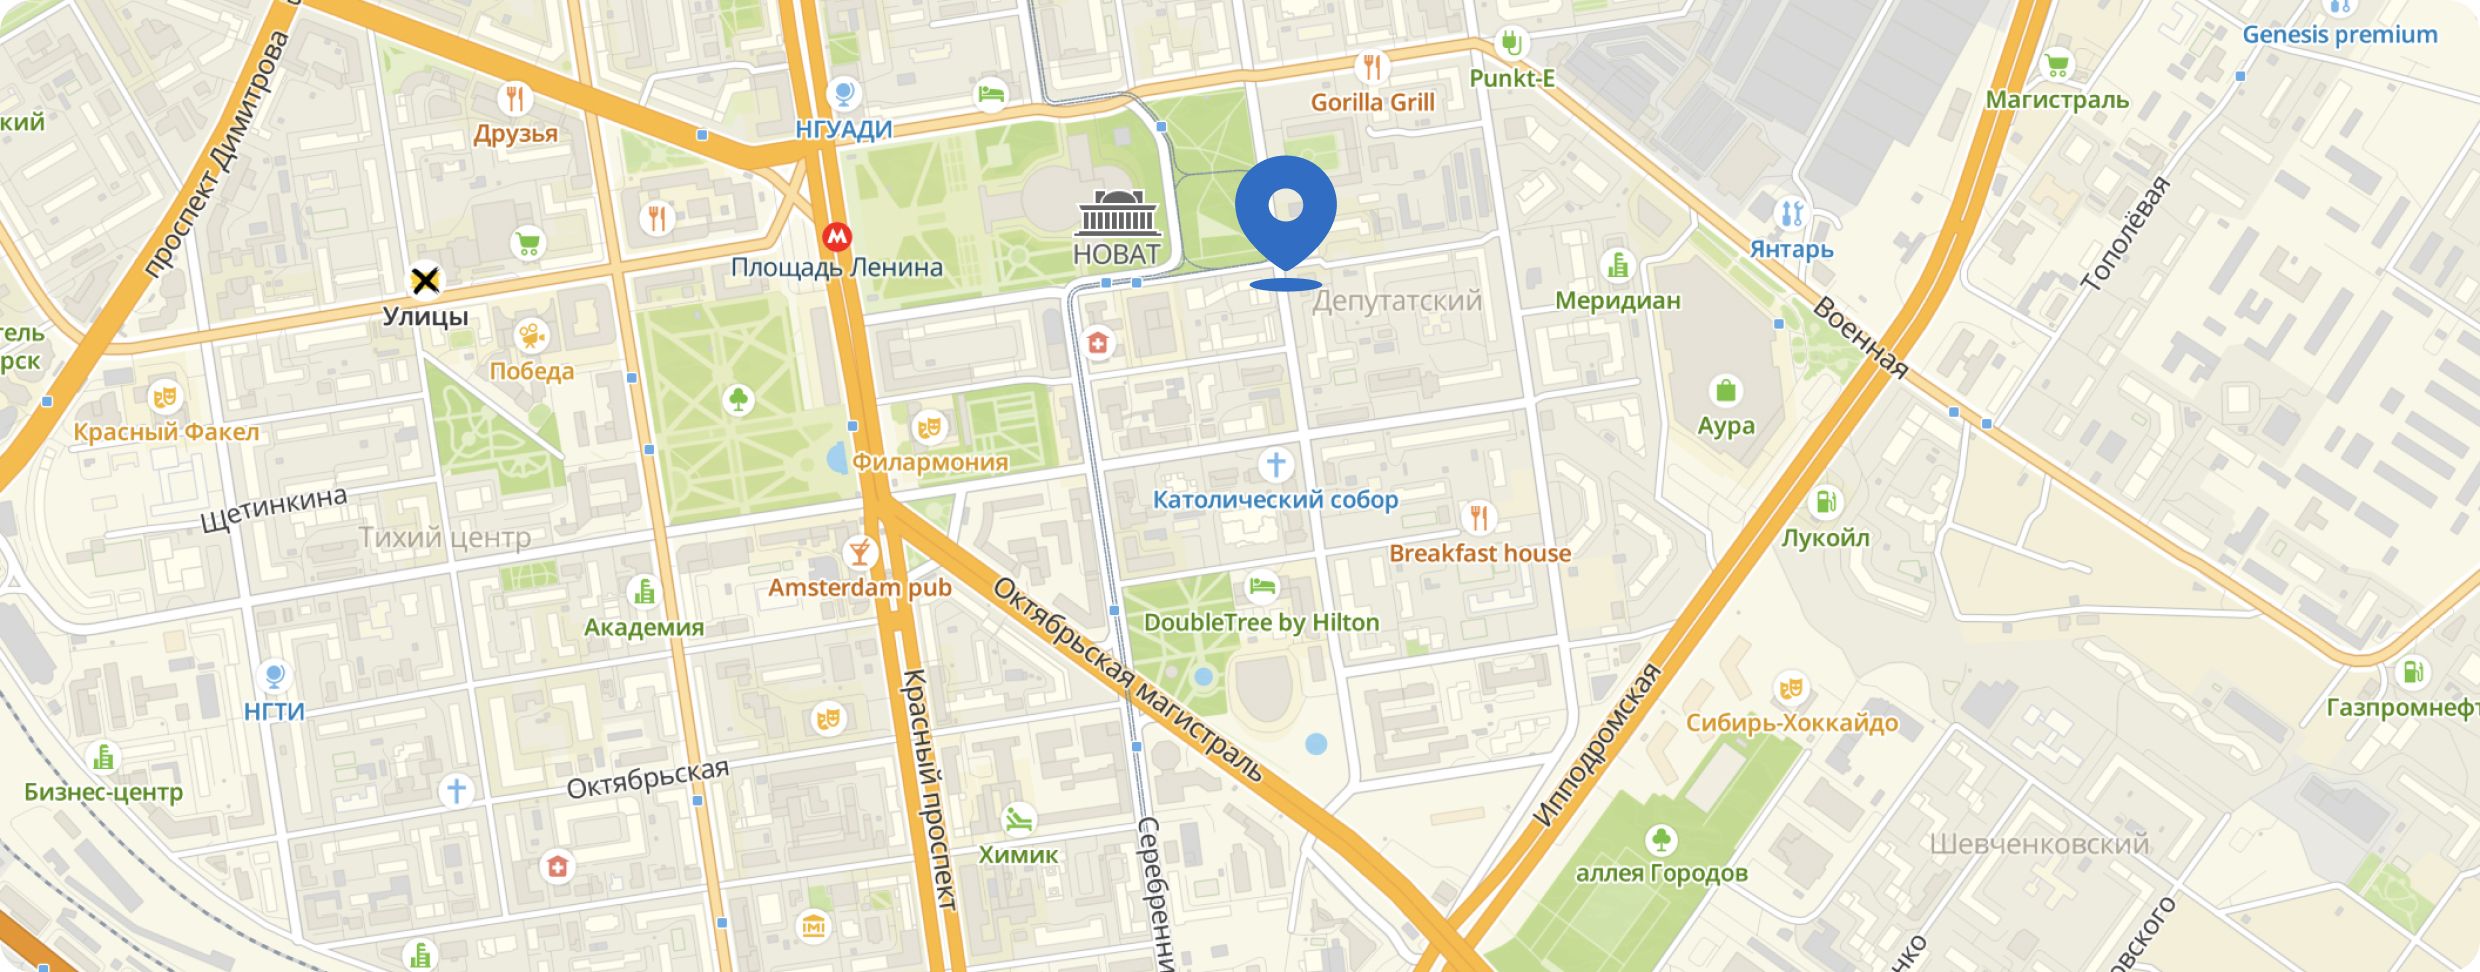 проспект Димитрова
Genesis premium
Punkt-E
Gorilla Grill
Магистраль
кий
Друзья
НГУАДИ
М
Тополёвая
НОВАТ
Янтарь
Площадь Ленина
Улицы
Депутатский
Меридиан
Военная
тель
рск
Победа
Красный Факел
Филармония
Аура
Щетинкина
Католический собор
Тихий центр
Лукойл
Breakfast house
Amsterdam pub
Октябрьская магистраль
DoubleTree by Hilton
Академия
НГТИ
Красный проспект
Ипподромская
Сибирь-Хоккайдо
Газпромнефт
Октябрьская
Бизнес-центр
Химик
Серебренни
Шевченковский
аллея Городов
нко
овского